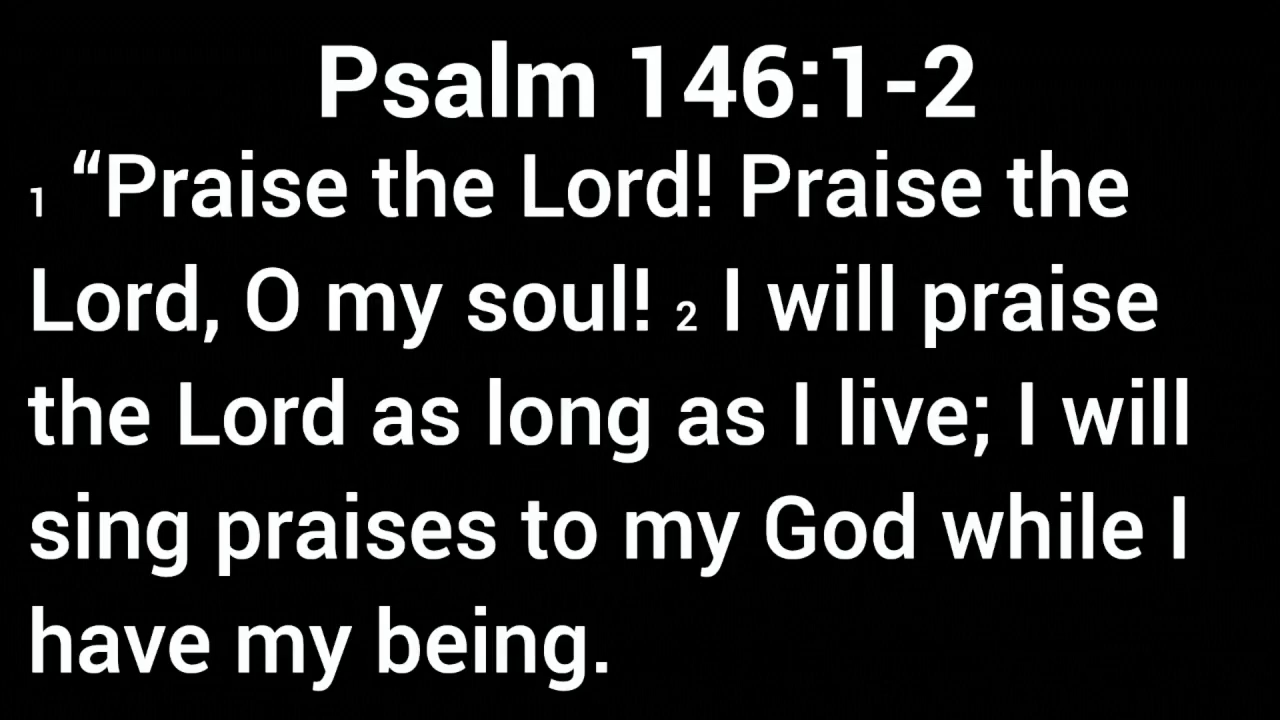 Psalm 146:1-2
1 “Praise the Lord! Praise the
Lord, O my soul! 2 I will praise
the Lord as long as I live; I will
sing praises to my God while I
have my being.